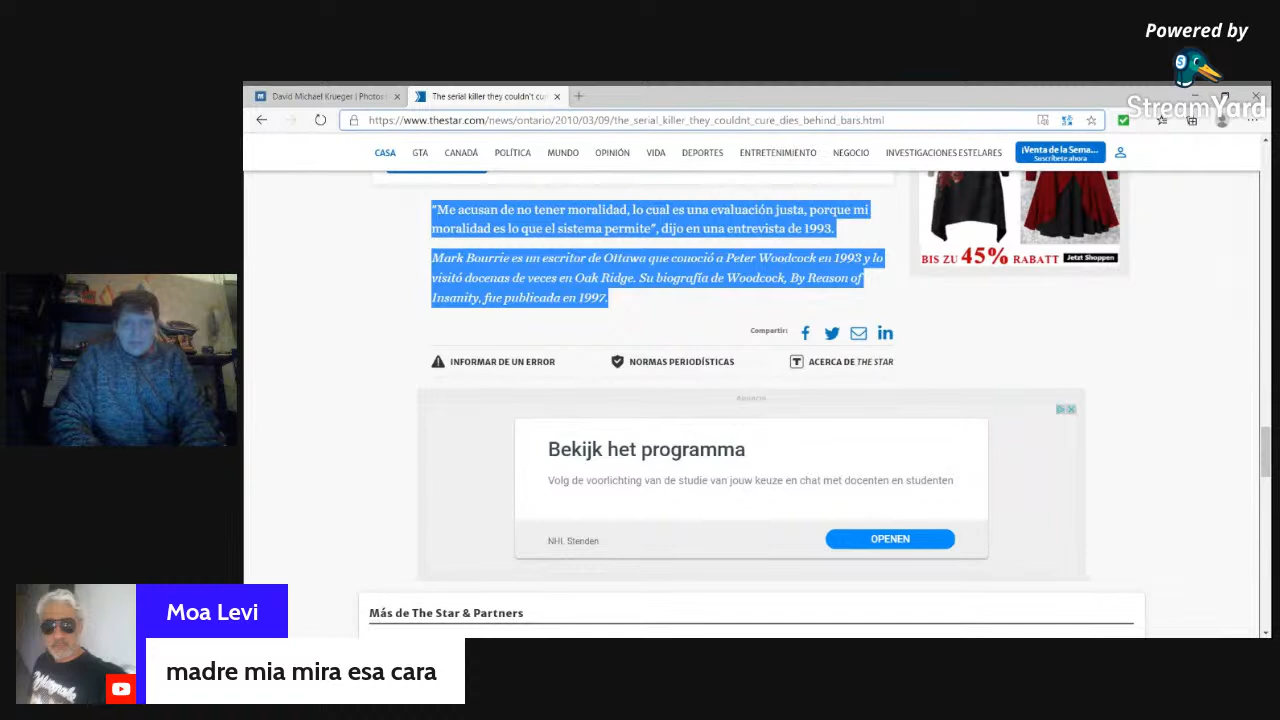 Powered by
StreamYard
David Michael Krueger | Photos
The serial killer they couldn't cu
https://www.thestar.com/news/ontario/2010/03/09/the_serial_killer_they_couldnt_cure_dies_behind_bars.html
CASA GTA CANADÁ POLÍTICA MUNDO OPINIÓN VIDA DEPORTES ENTRETENIMIENTO NEGOCIO INVESTIGACIONES ESTELARES
¡Venta de la Sema...
Suscríbete ahora
"Me acusan de no tener moralidad, lo cual es una evaluación justa, porque mi
moralidad es lo que el sistema permite", dijo en una entrevista de 1993.
Mark Bourrie es un escritor de Ottawa que conoció a Peter Woodcock en 1993 y lo
visitó docenas de veces en Oak Ridge. Su biografía de Woodcock, By Reason of
Insanity, fue publicada en 1997.
BIS ZU 45% RABATT Jetzt Shoppen
Compartir:
INFORMAR DE UN ERROR NORMAS PERIODÍSTICAS T ACERCA DE THE STAR
Bekijk het programma
Volg de voorlichting van de studie van jouw keuze en chat met docenten en studenten
NHL Stenden
OPENEN
Más de The Star & Partners
Moa Levi
madre mia mira esa cara